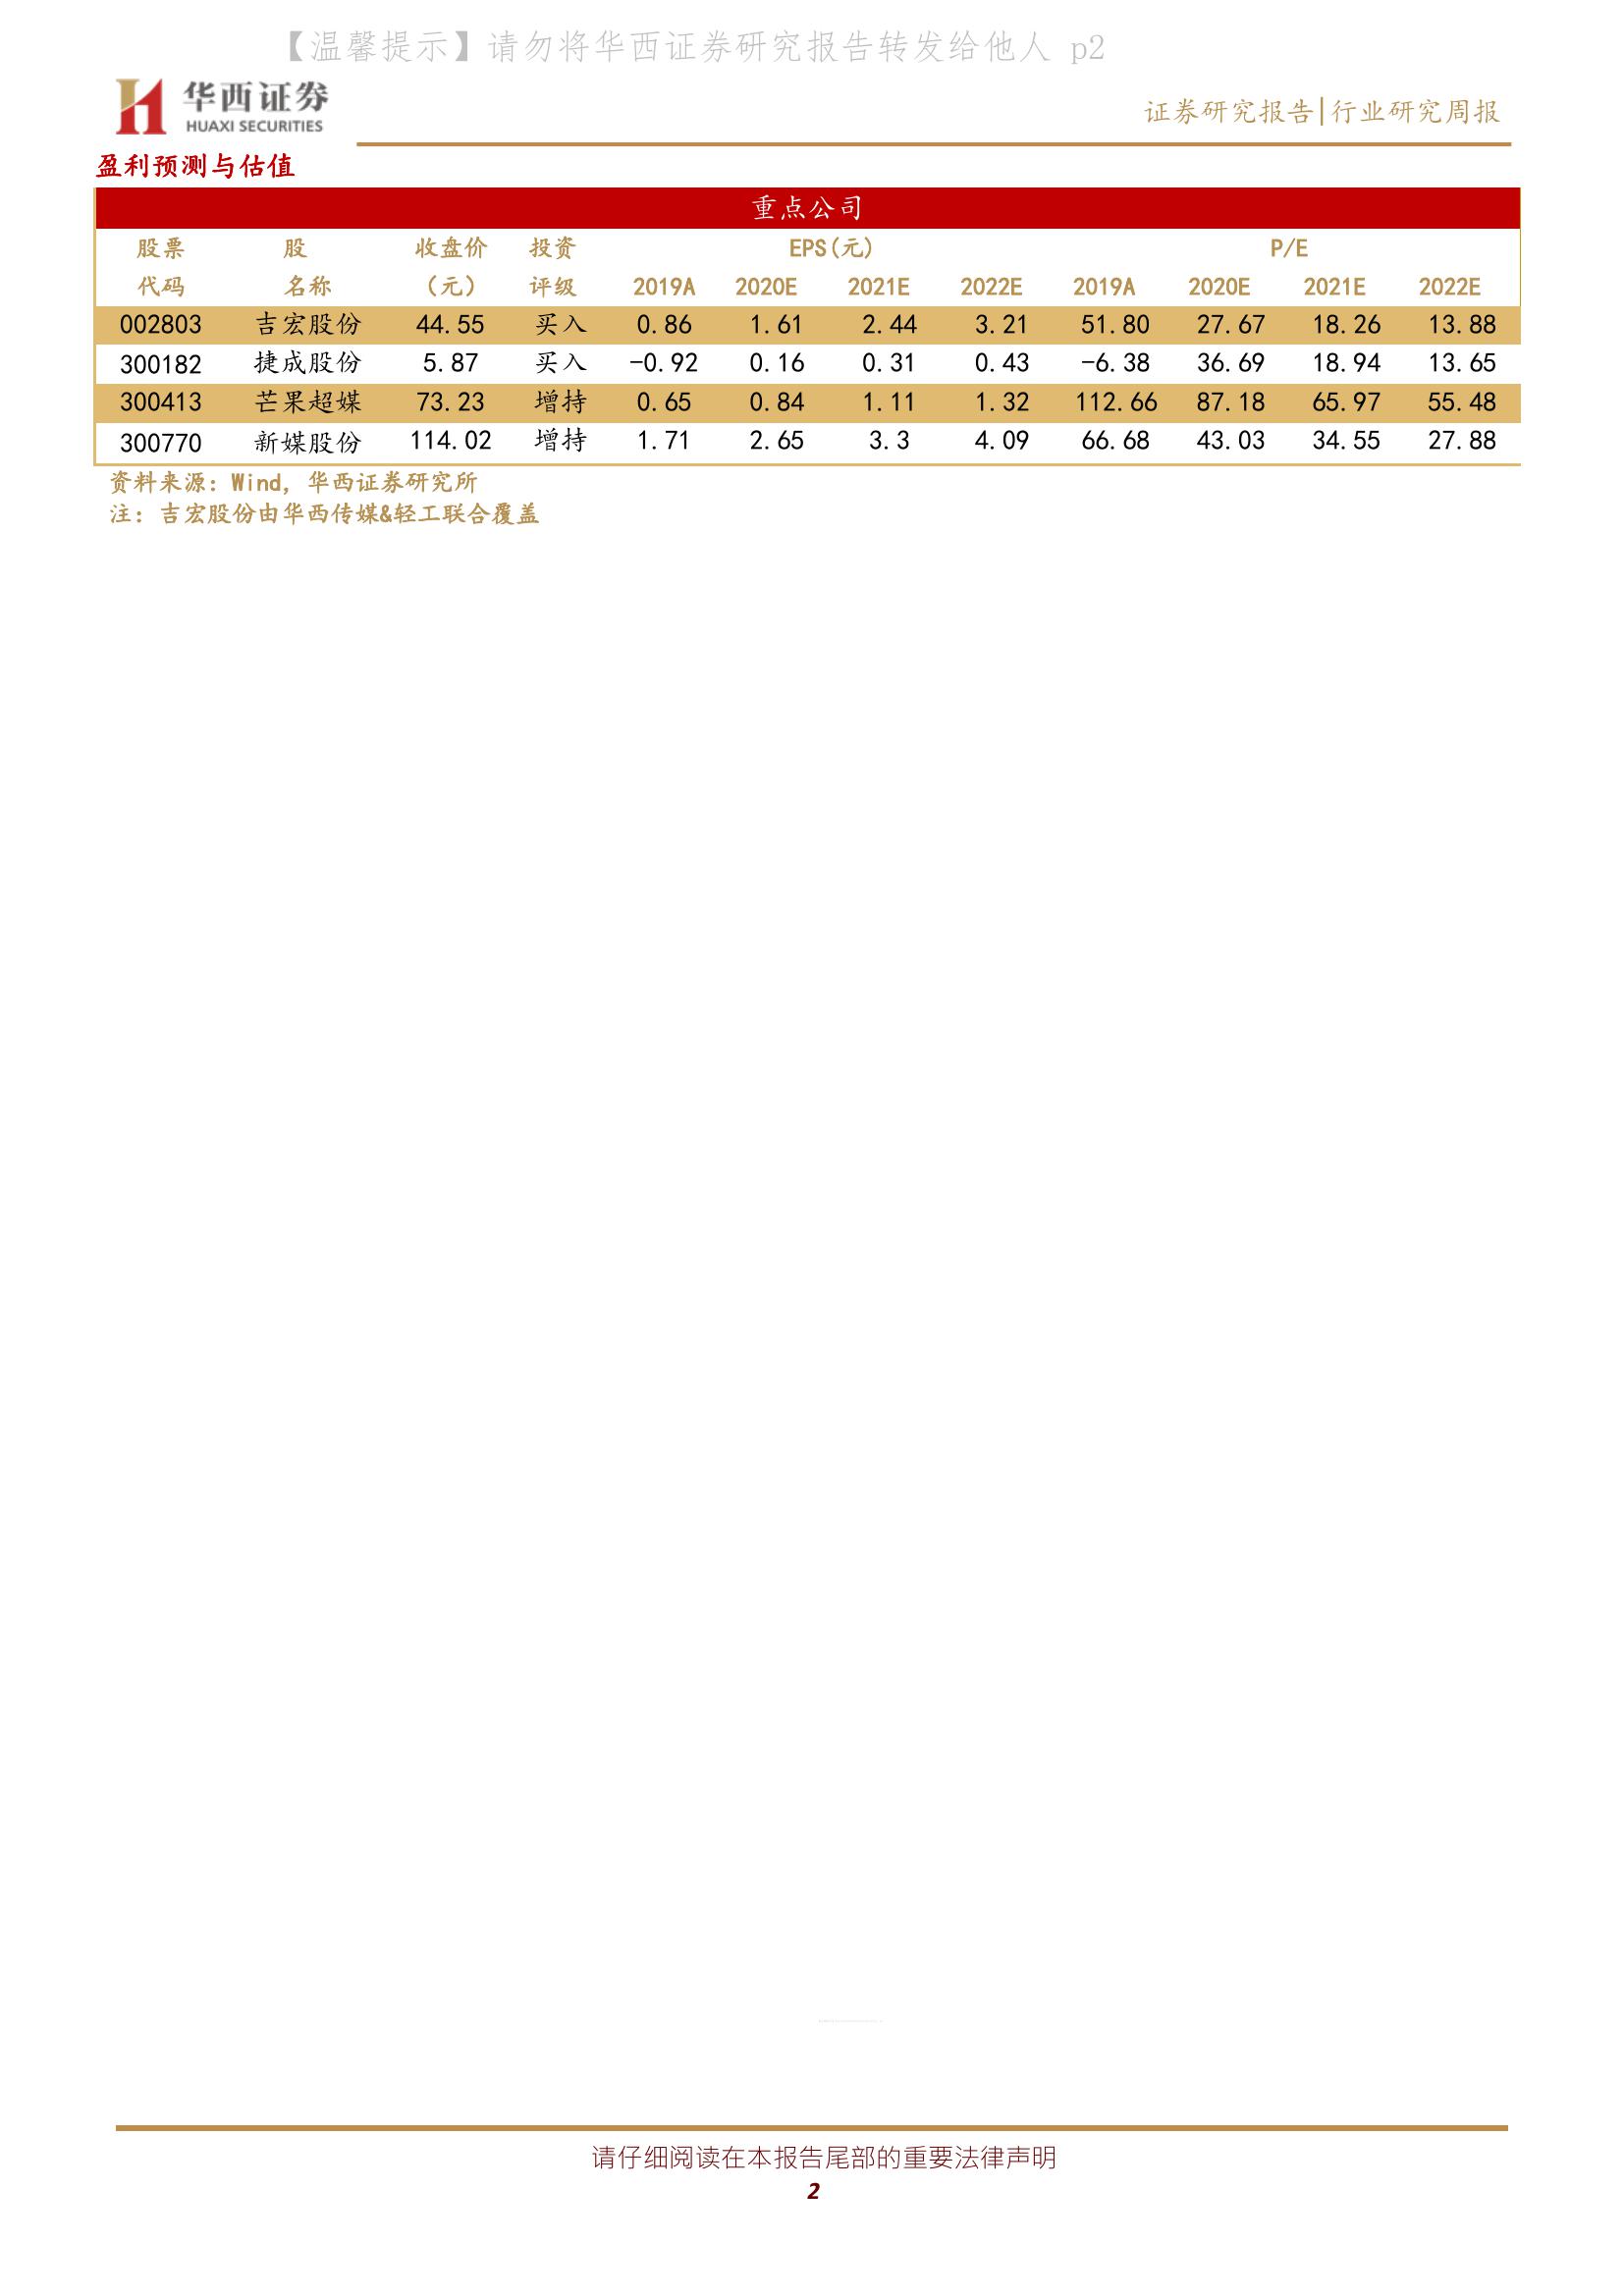 【温馨提示】请勿将华西证券研究报告转发给他人 p2
华西证券
HUAXI SECURITIES
证券研究报告|行业研究周报
盈利预测与估值
重点公司
股票 股 收盘价 投资 EPS(元) P/E
代码 名称 (元) 评级 2019A 2020E 2021E 2022E 2019A 2020E 2021E 2022E
002803 吉宏股份 44.55 买入 0.86 1.61 2.44 3.21 51.80 27.67 18.26 13.88
300182 捷成股份 5.87 买入 -0.92 0.16 0.31 0.43 -6.38 36.69 18.94 13.65
300413 芒果超媒 73.23 增持 0.65 0.84 1.11 1.32 112.66 87.18 65.97 55.48
300770 新媒股份 114.02 增持 1.71 2.65 3.3 4.09 66.68 43.03 34.55 27.88
资料来源：Wind，华西证券研究所
注：吉宏股份由华西传媒&轻工联合覆盖
请仔细阅读在本报告尾部的重要法律声明
2